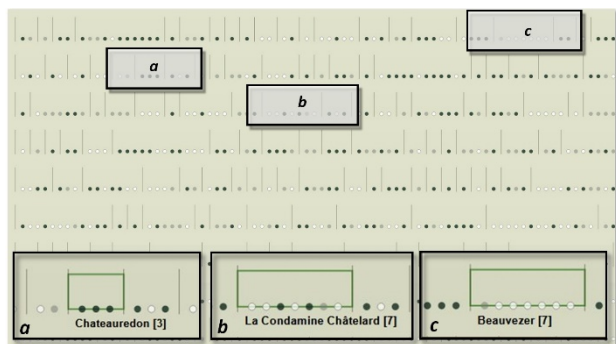 c
a
b
Chateauredon [3]
a
La Condamine Châtelard [7]
b
Beauvezer [7]
c